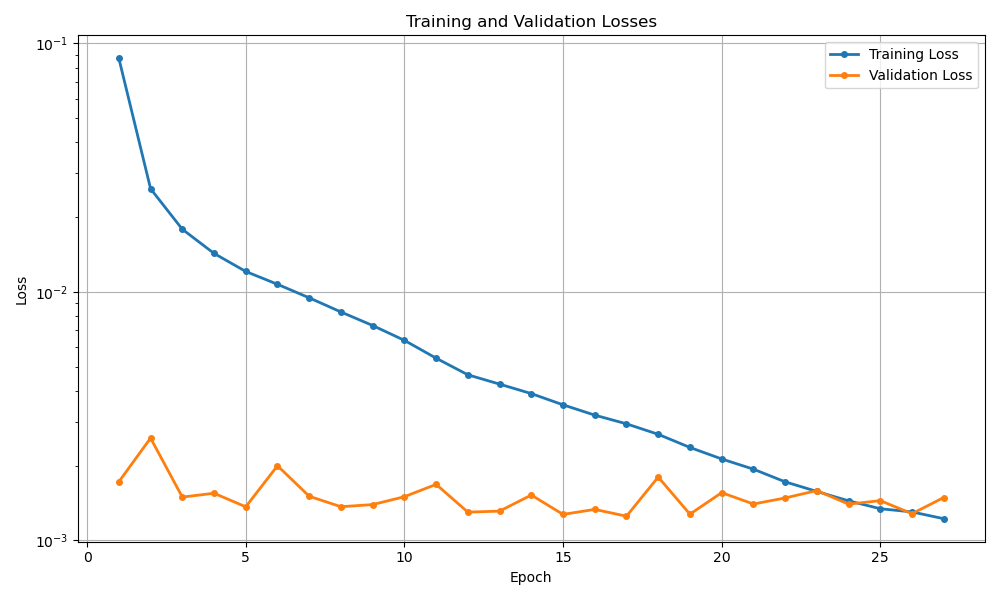 Training and Validation Losses
Training Loss
Validation Loss
10⁻¹
10⁻²
10⁻³
Loss
0 5 10 15 20 25
Epoch